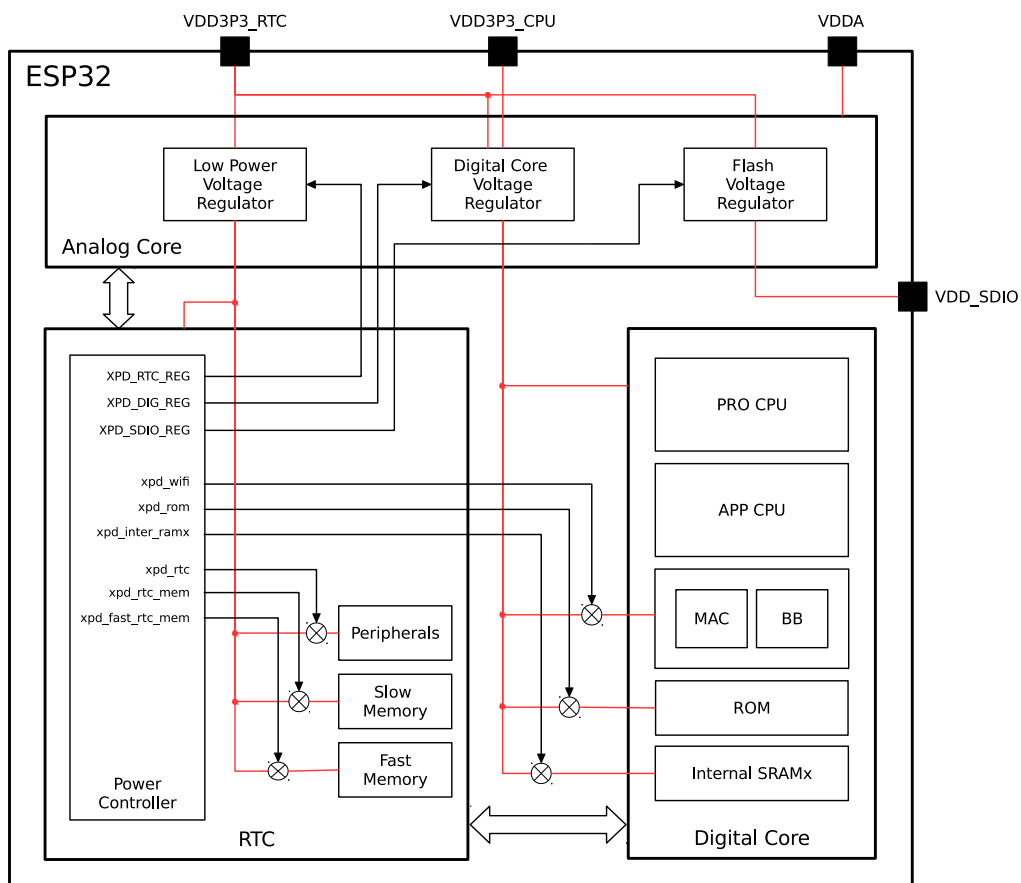 VDD3P3_RTC
VDD3P3_CPU
VDDA
ESP32
Low Power
Voltage
Regulator
Digital Core
Voltage
Regulator
Flash
Voltage
Regulator
Analog Core
VDD_SDIO
XPD_RTC_REG
XPD_DIG_REG
XPD_SDIO_REG
xpd_wifi
xpd_rom
xpd_inter_ramx
xpd_rtc
xpd_rtc_mem
xpd_fast_rtc_mem
Power
Controller
Peripherals
Slow
Memory
Fast
Memory
RTC
PRO CPU
APP CPU
MAC
BB
ROM
Internal SRAMx
Digital Core